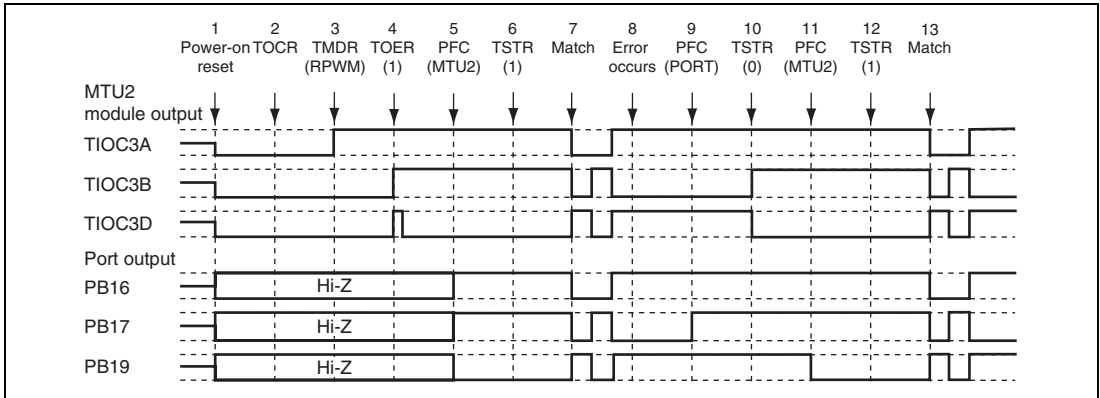 1 2 3 4 5 6 7 8 9 10 11 12 13
Power-on TOCR TMDR TOER PFC TSTR Match Error PFC TSTR PFC TSTR Match
reset (RPWM) (1) (MTU2) (1) occurs (PORT) (0) (MTU2) (1)
MTU2
module output
TIOC3A
TIOC3B
TIOC3D
Port output
PB16 Hi-Z
PB17 Hi-Z
PB19 Hi-Z